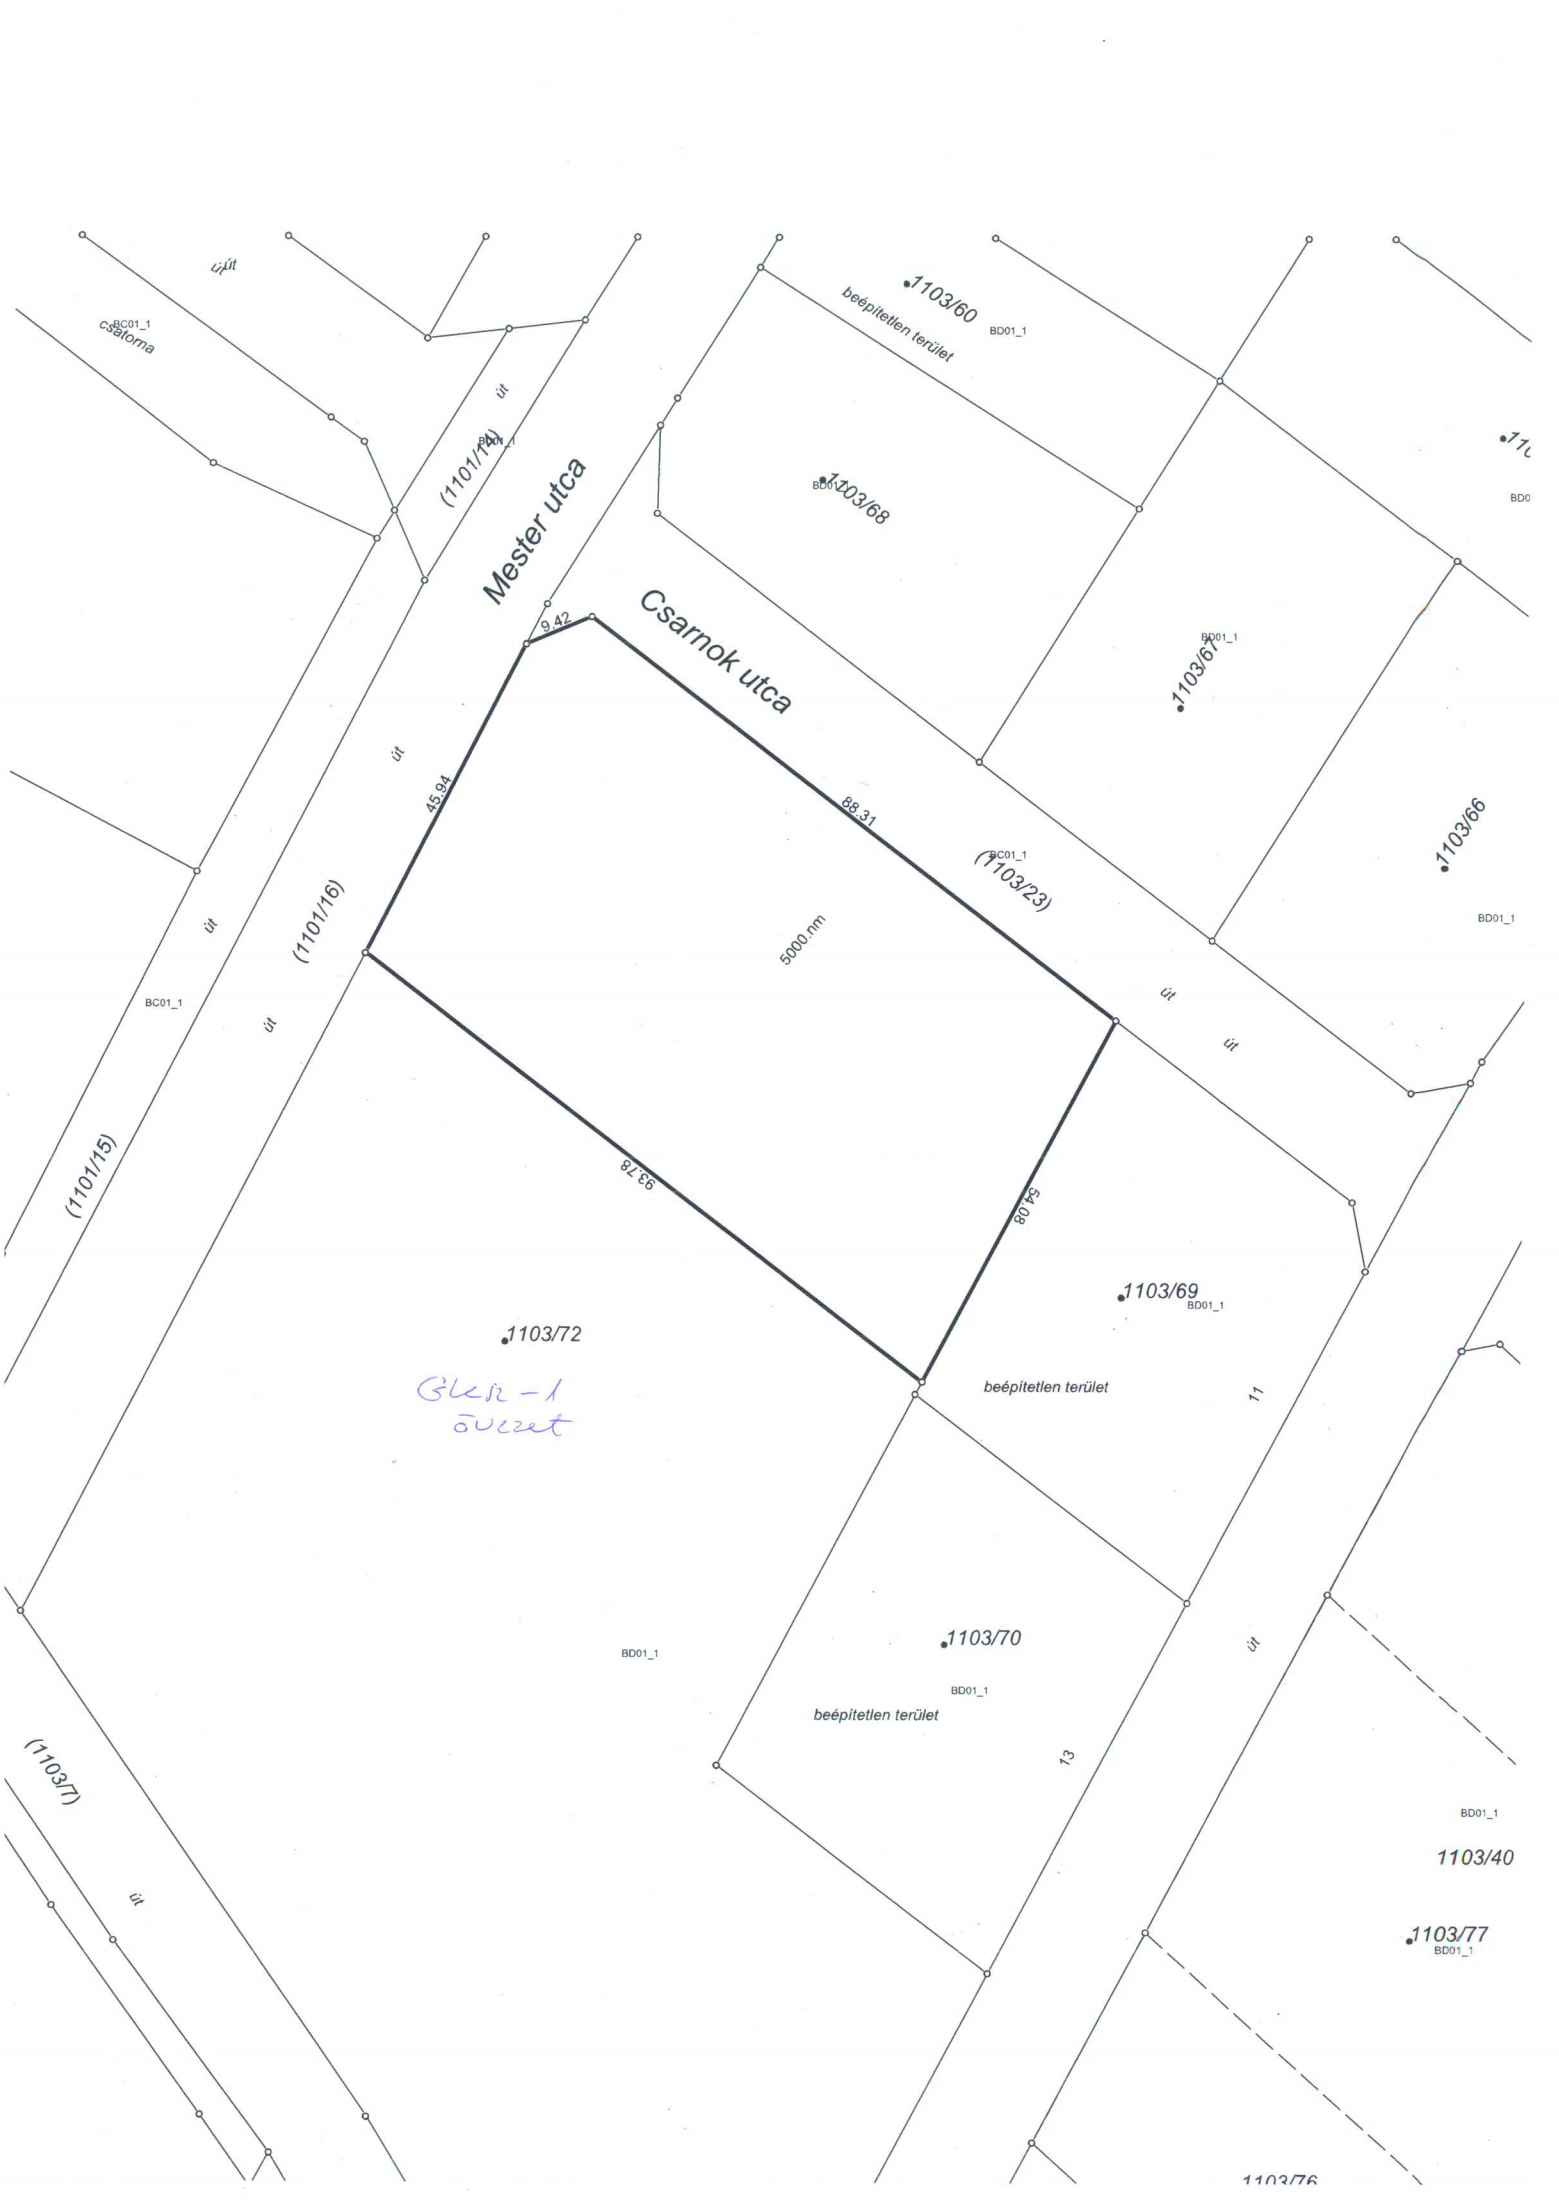 út
út
BC01_1
csatorna
1103/60
beépítetlen terület
BD01_1
út
(1101/14)
BD01_1
Mester utca
1103/68
BD0
Csarnok utca
9.42
1103/67
BD01_1
út
45.94
88.31
1103/66
BD01_1
BC01_1
(1103/23)
(1101/16)
út
5000.nm
BC01_1
út
út
út
(1101/15)
93.78
54.08
1103/69
BD01_1
1103/72
beépítetlen terület
11
övezet
1103/70
út
BD01_1
BD01_1
beépítetlen terület
13
(1103/7)
út
BD01_1
1103/40
1103/77
BD01_1
1103/76